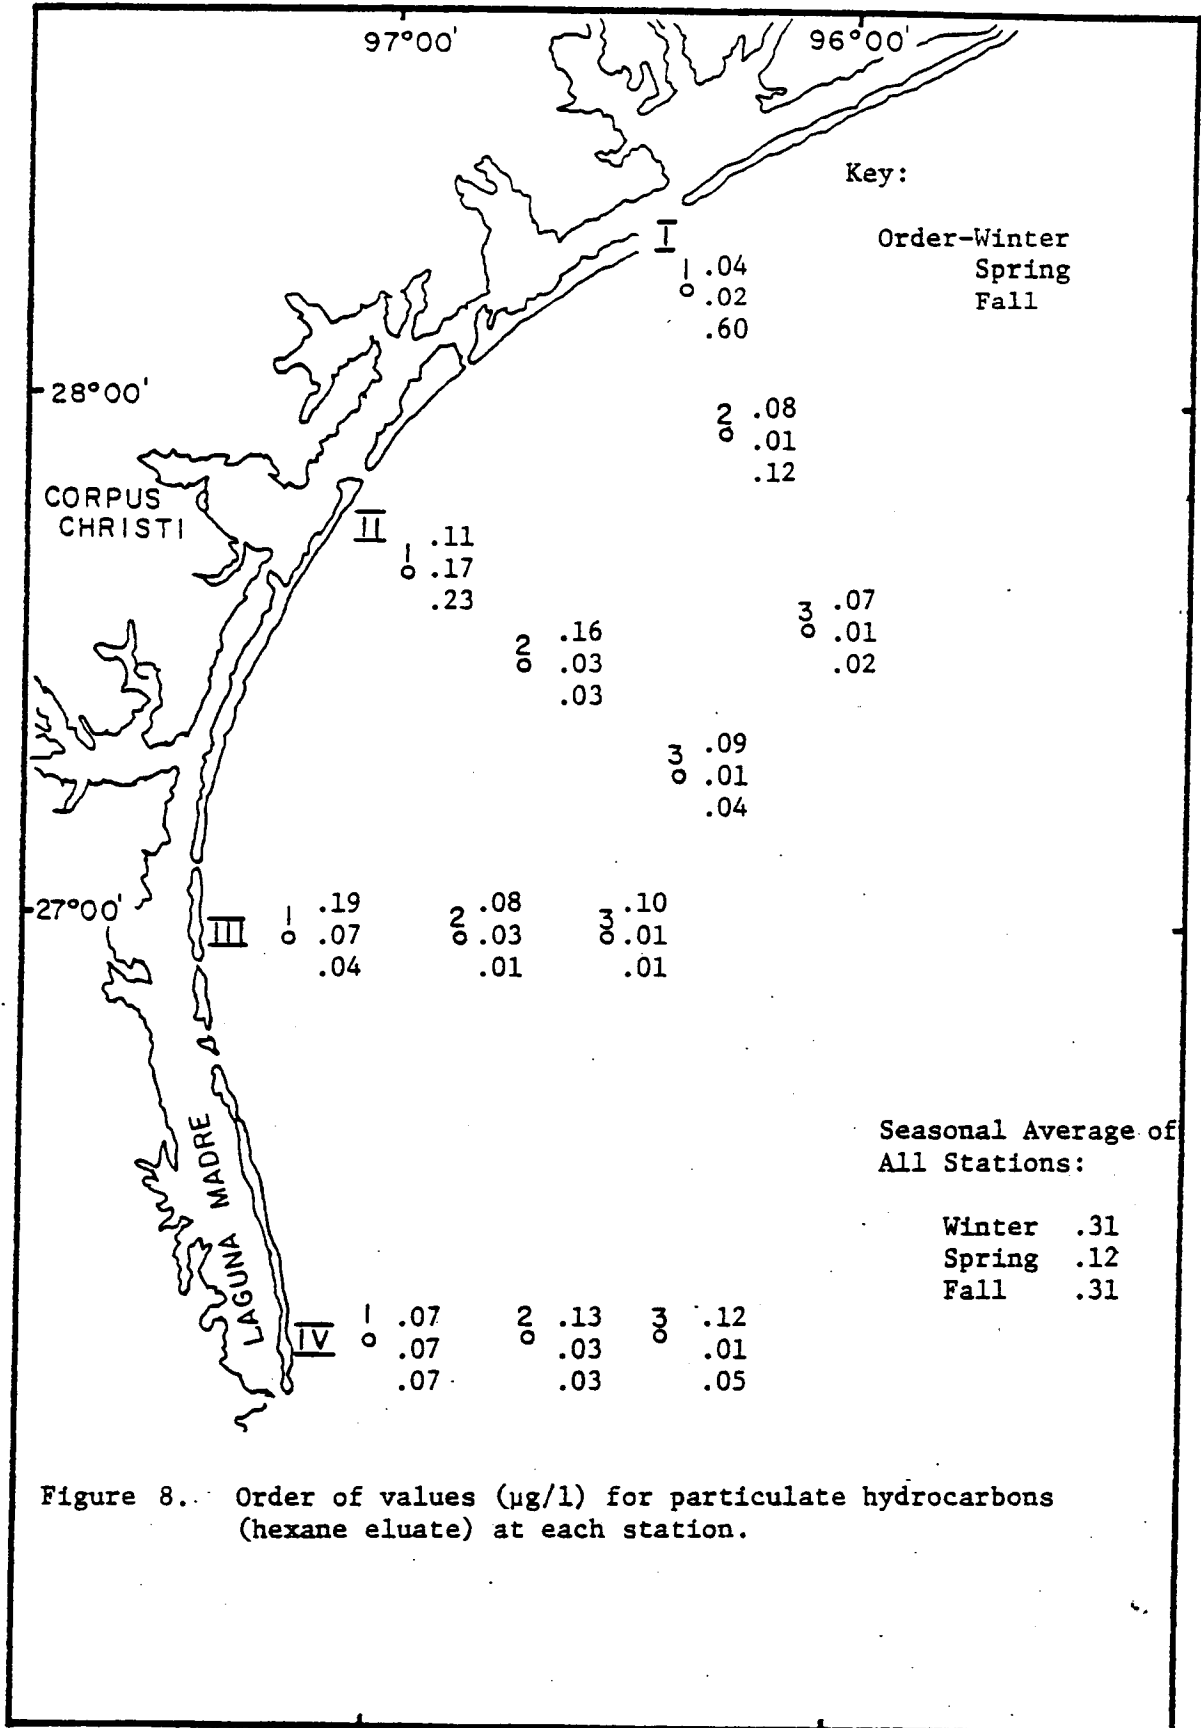 97°00'
96°00'
Key:
Order-Winter
Spring
Fall
I
1 .04
.02
.60
28°00'
2 .08
.01
.12
CORPUS
CHRISTI
II
1 .11
.17
.23
3 .07
.01
.02
2 .16
.03
.03
3 .09
.01
.04
27°00'
III
1 .19
.07
.04
2 .08
.03
.01
3 .10
.01
.01
LAGUNA MADRE
Seasonal Average of
All Stations:
Winter .31
Spring .12
Fall .31
IV
1 .07
.07
.07
2 .13
.03
.03
3 .12
.01
.05
Figure 8. Order of values (μg/l) for particulate hydrocarbons
(hexane eluate) at each station.